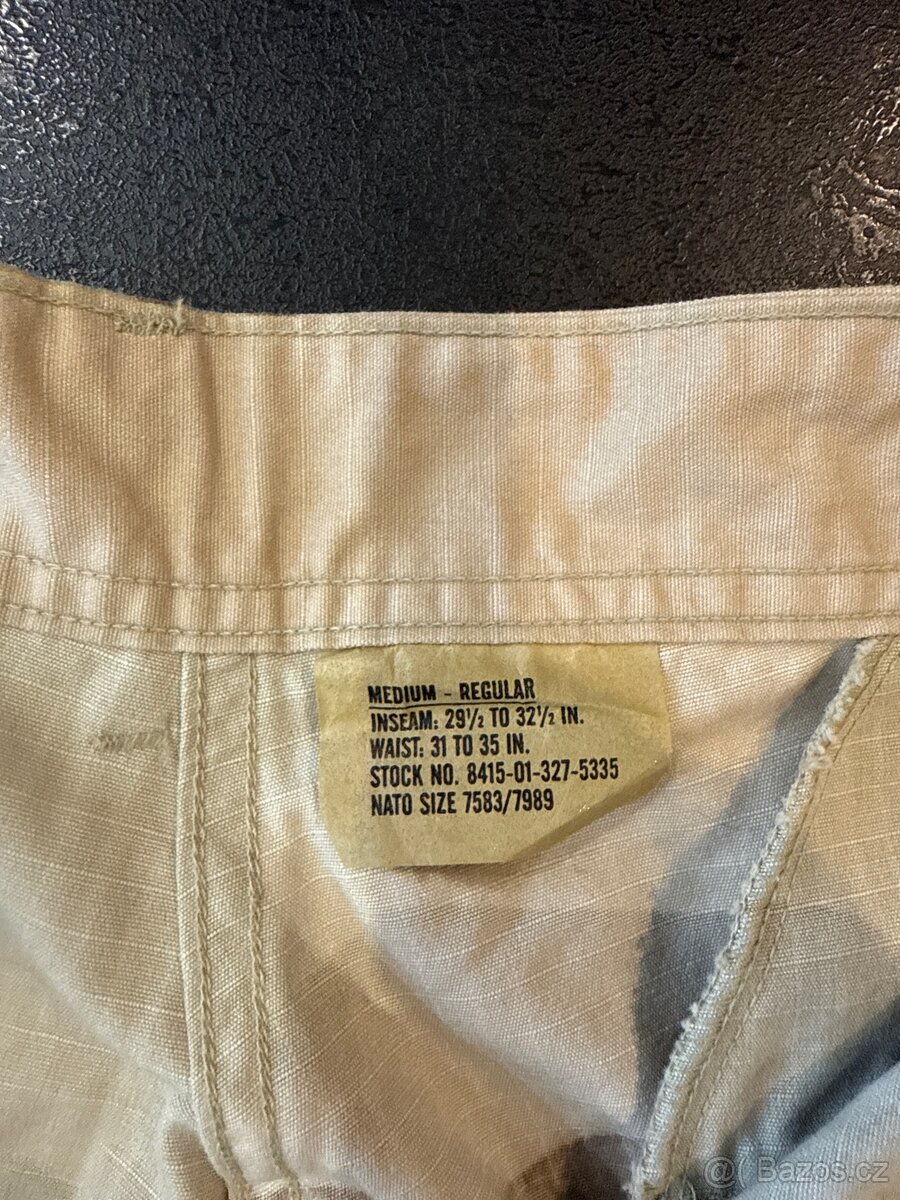 MEDIUM - REGULAR
INSEAM: 29½ TO 32½ IN.
WAIST: 31 TO 35 IN.
STOCK NO. 8415-01-327-5335
NATO SIZE 7583/7989
@ Bazos.cz